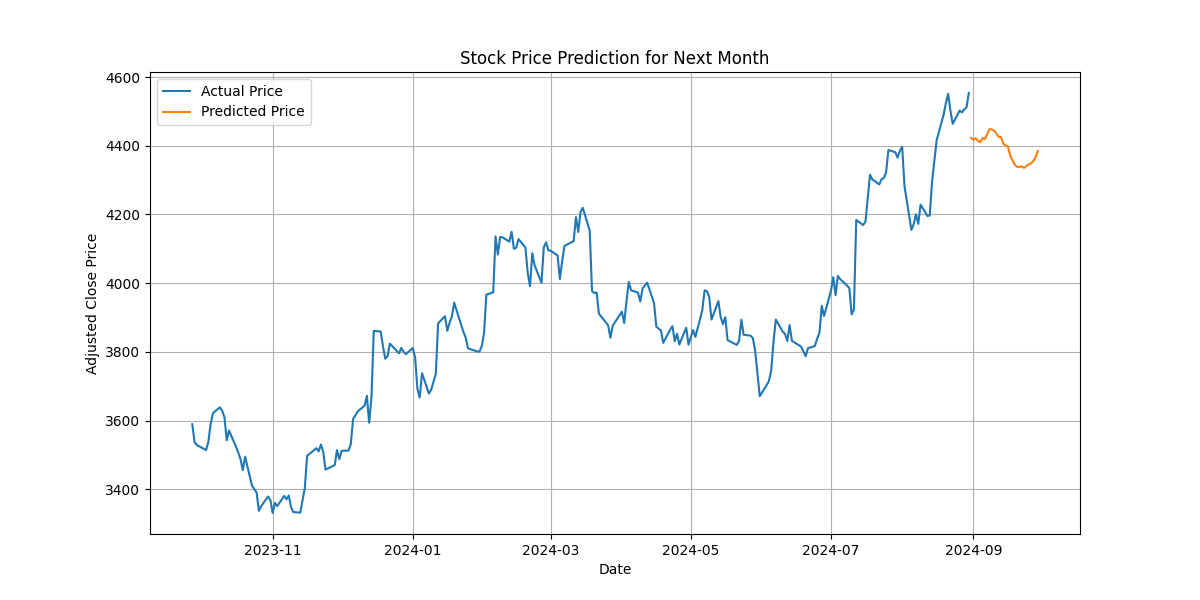 Stock Price Prediction for Next Month
Actual Price
Predicted Price
4600
4400
4200
4000
3800
3600
3400
Adjusted Close Price
2023-11
2024-01
2024-03
2024-05
2024-07
2024-09
Date